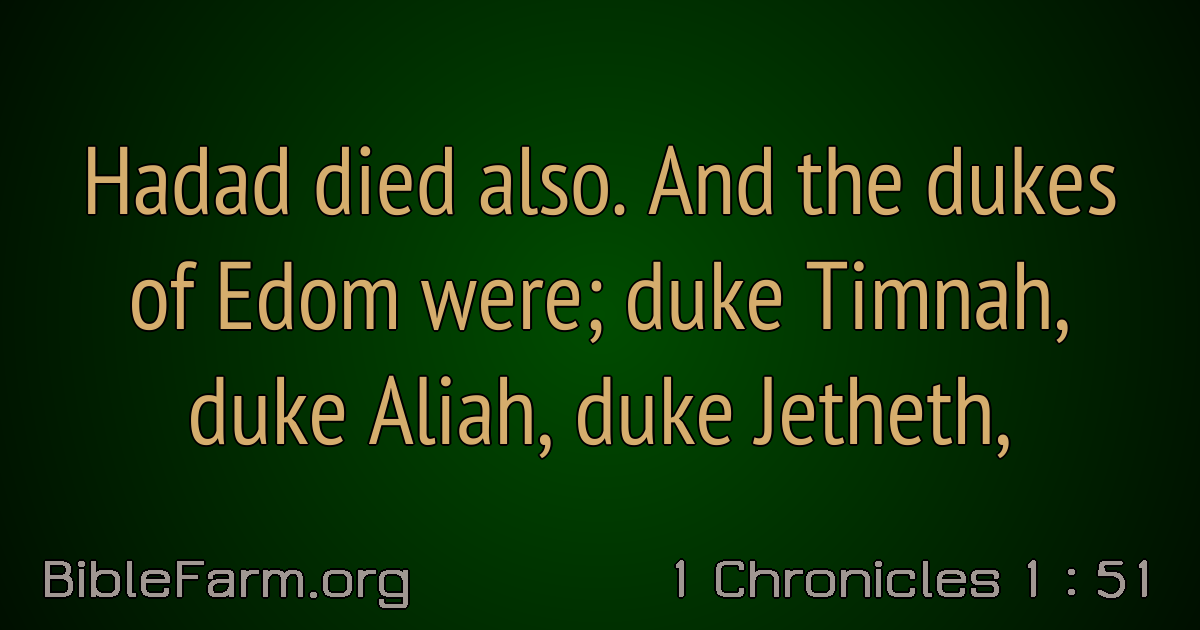 Hadad died also. And the dukes
of Edom were; duke Timnah,
duke Aliah, duke Jetheth,
BibleFarm.org
1 Chronicles 1 : 51